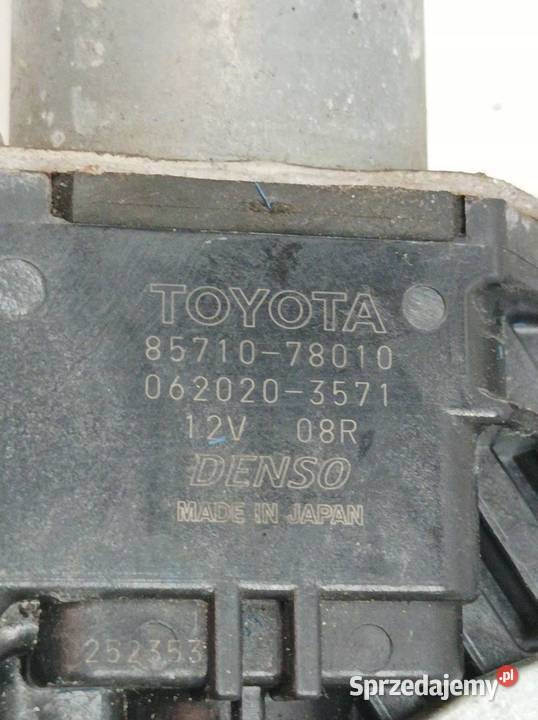 TOYOTA
85710-78010
062020-3571
12V 08R
DENSO
MADE IN JAPAN
252353
Sprzedajemy.pl